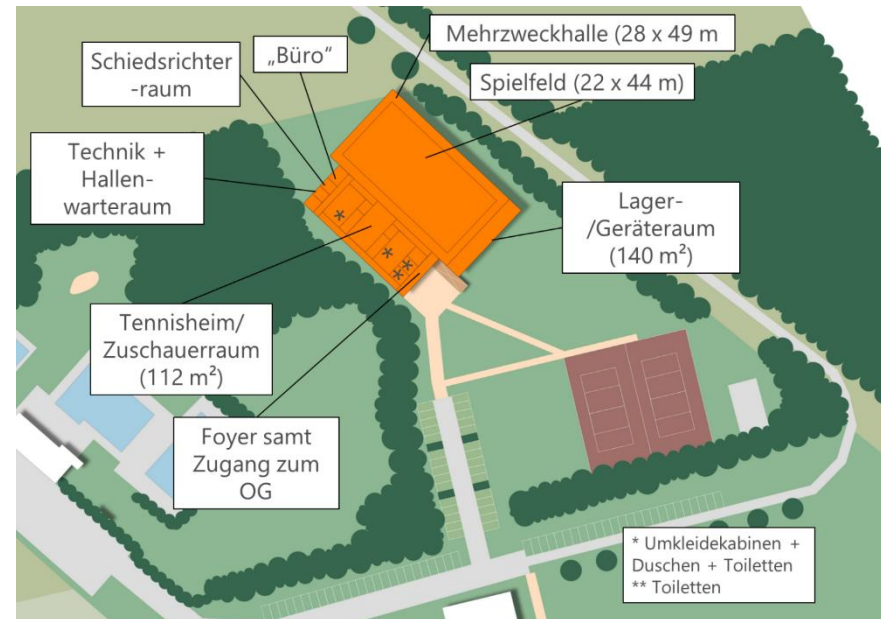 Mehrzweckhalle (28 x 49 m
„Büro“
Schiedsrichter
-raum
Spielfeld (22 x 44 m)
Technik +
Hallen-
warteraum
Lager-
/Geräteraum
(140 m²)
*
*
*
**
Tennisheim/
Zuschauerraum
(112 m²)
Foyer samt
Zugang zum
OG
* Umkleidekabinen +
Duschen + Toiletten
** Toiletten